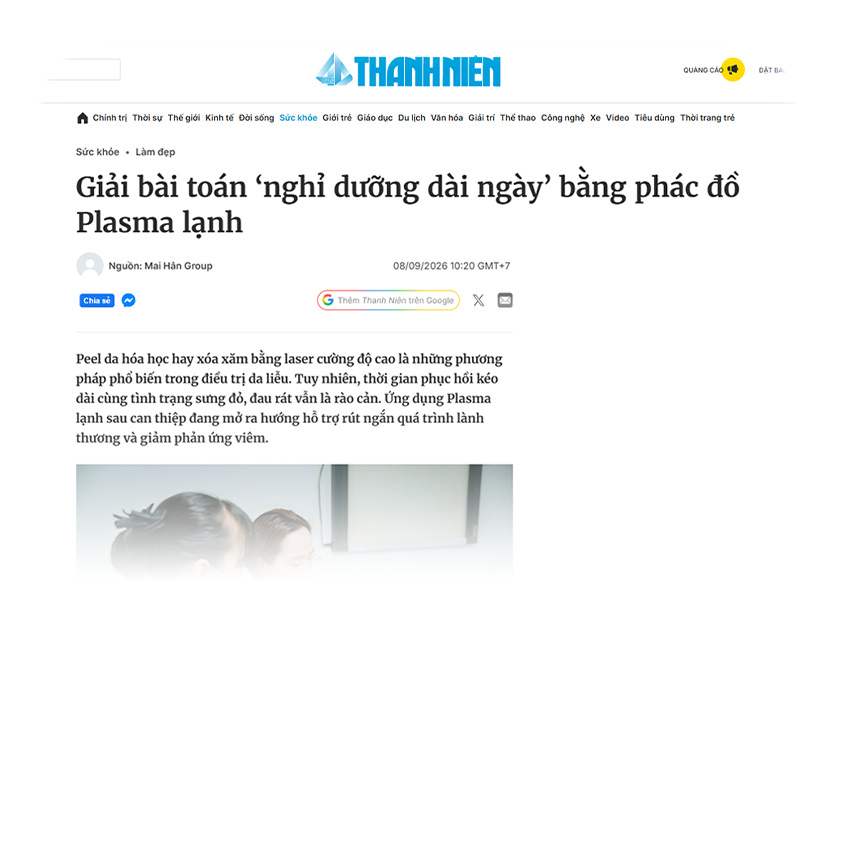 THANH NIÊN
QUẢNG CÁO
ĐẶT BÁ
Chính trị Thời sự Thế giới Kinh tế Đời sống Sức khỏe Giới trẻ Giáo dục Du lịch Văn hóa Giải trí Thể thao Công nghệ Xe Video Tiêu dùng Thời trang trẻ
Sức khỏe • Làm đẹp
Giải bài toán ‘nghỉ dưỡng dài ngày’ bằng phác đồ
Plasma lạnh
Nguồn: Mai Hân Group
08/09/2026 10:20 GMT+7
Chia sẻ
Thêm Thanh Niên trên Google
Peel da hóa học hay xóa xăm bằng laser cường độ cao là những phương
pháp phổ biến trong điều trị da liễu. Tuy nhiên, thời gian phục hồi kéo
dài cùng tình trạng sưng đỏ, đau rát vẫn là rào cản. Ứng dụng Plasma
lạnh sau can thiệp đang mở ra hướng hỗ trợ rút ngắn quá trình lành
thương và giảm phản ứng viêm.